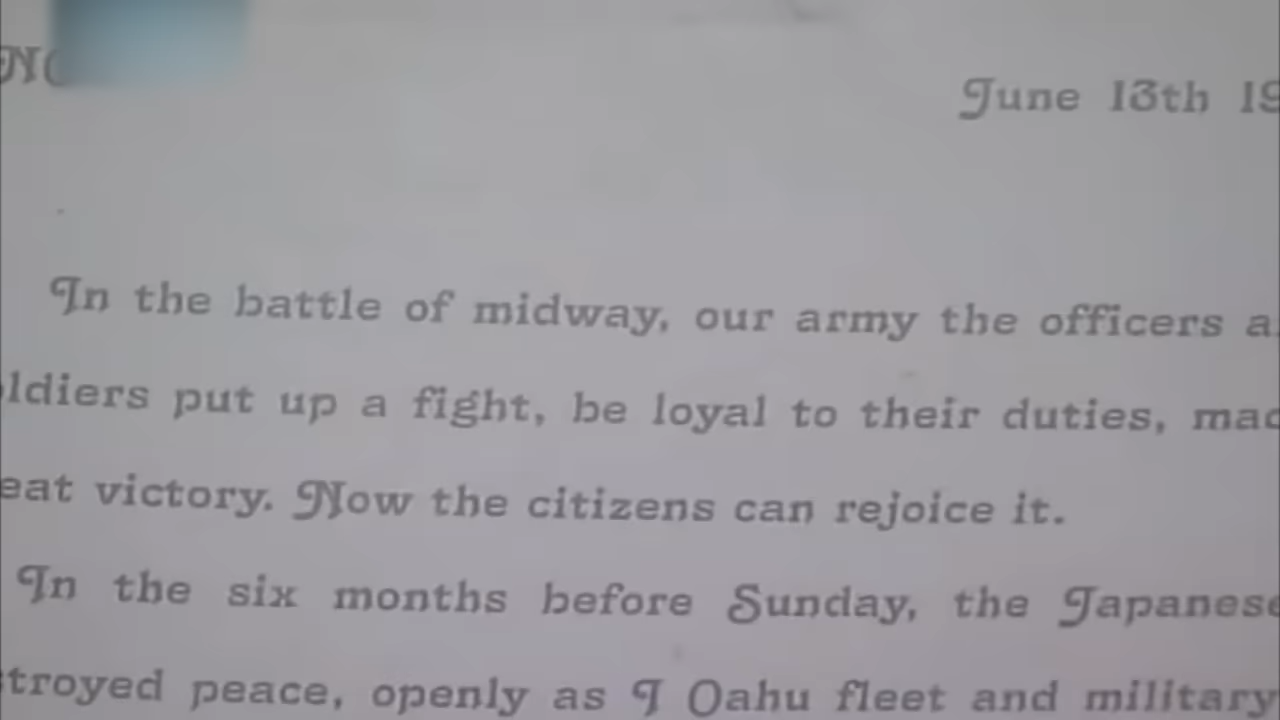 June 13th 19
In the battle of midway, our army the officers a
ldiers put up a fight, be loyal to their duties, mad
eat victory. Now the citizens can rejoice it.
In the six months before Sunday, the Japanese
stroyed peace, openly as I Oahu fleet and military